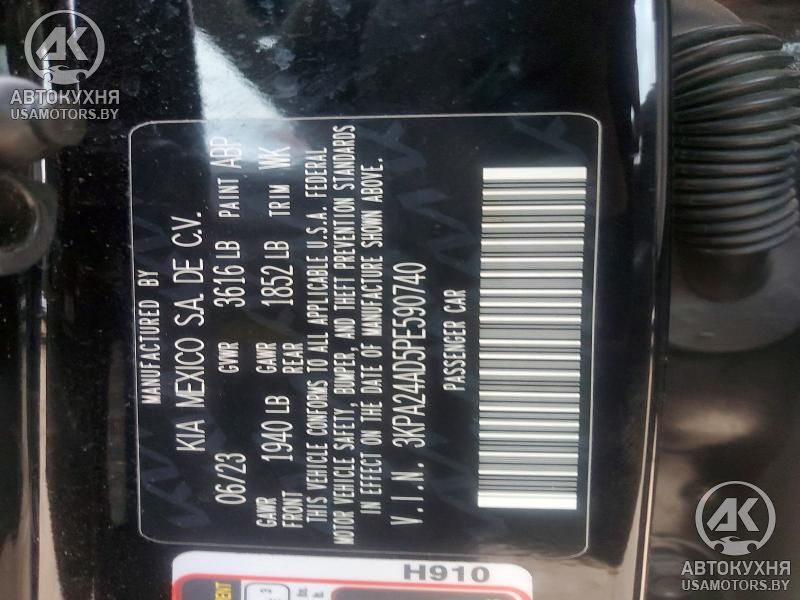 AK
АВТОКУХНЯ
USAMOTORS.BY
MANUFACTURED BY
KIA MEXICO S.A. DE C.V.
06/23 GVWR 3616 LB PAINT ABP
GAWR FRONT 1940 LB GAWR REAR 1852 LB TRIM WK
THIS VEHICLE CONFORMS TO ALL APPLICABLE U.S.A. FEDERAL
MOTOR VEHICLE SAFETY, BUMPER, AND THEFT PREVENTION STANDARDS
IN EFFECT ON THE DATE OF MANUFACTURE SHOWN ABOVE.
V.I.N. 3KPA24AD5PE590740
PASSENGER CAR
H910
AK
АВТОКУХНЯ
USAMOTORS.BY